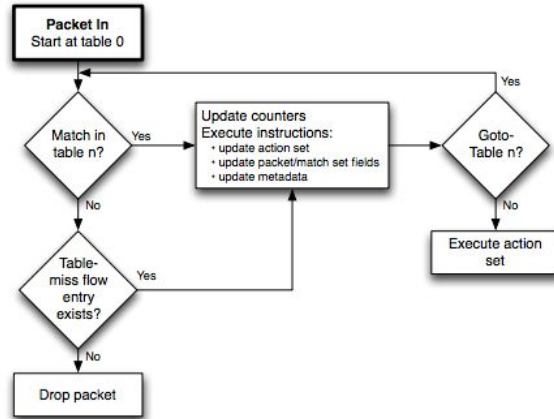 Packet In
Start at table 0
Match in
table n?
Yes
No
Update counters
Execute instructions:
• update action set
• update packet/match set fields
• update metadata
Yes
Goto-
Table n?
No
Execute action
set
Table-
miss flow
entry
exists?
Yes
No
Drop packet